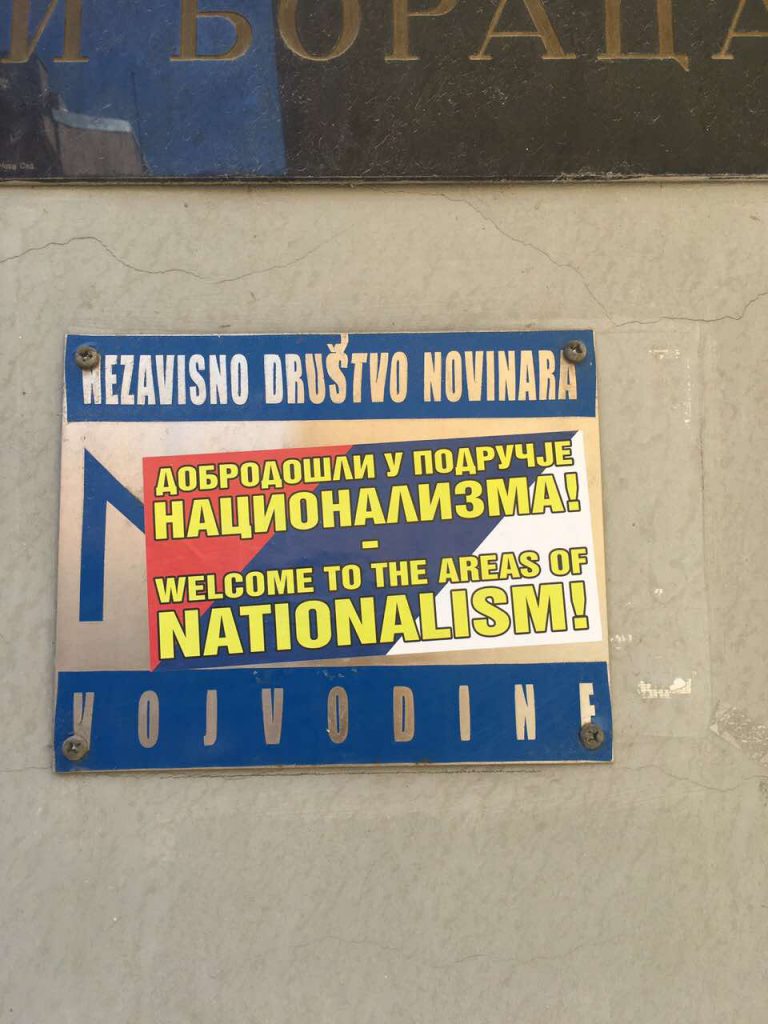 И БОРАЦА
NEZAVISNO DRUŠTVO NOVINARA
N
ДОБРОДОШЛИ У ПОДРУЧЈЕ
НАЦИОНАЛИЗМА!
-
WELCOME TO THE AREAS OF
NATIONALISM!
VOJVODINE